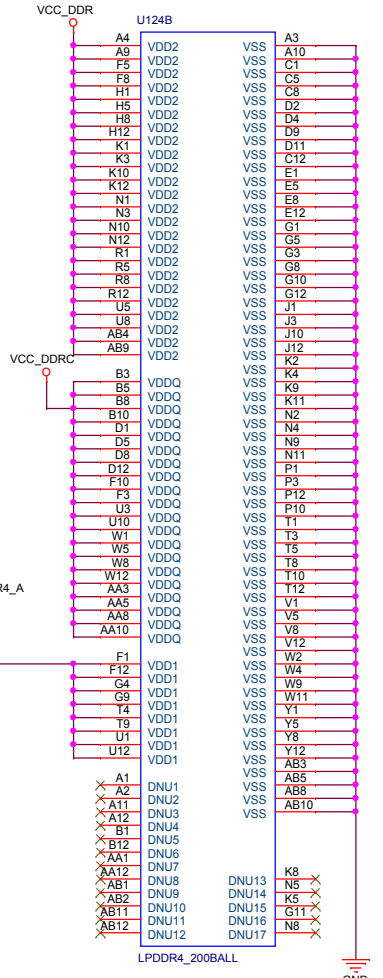 VCC_DDR
U124B
A4 VDD2 VSS A3
A9 VDD2 VSS A10
F5 VDD2 VSS C1
F8 VDD2 VSS C5
H1 VDD2 VSS C8
H5 VDD2 VSS D2
H8 VDD2 VSS D4
H12 VDD2 VSS D9
K1 VDD2 VSS D11
K3 VDD2 VSS C12
K10 VDD2 VSS E1
K12 VDD2 VSS E5
N1 VDD2 VSS E8
N3 VDD2 VSS E12
N10 VDD2 VSS G1
N12 VDD2 VSS G5
R1 VDD2 VSS G3
R5 VDD2 VSS G8
R8 VDD2 VSS G10
R12 VDD2 VSS G12
U5 VDD2 VSS J1
U8 VDD2 VSS J3
AB4 VDD2 VSS J10
AB9 VDD2 VSS J12
VCC_DDRC
VSS K2
B3 VDDQ VSS K4
B5 VDDQ VSS K9
B8 VDDQ VSS K11
B10 VDDQ VSS N2
D1 VDDQ VSS N4
D5 VDDQ VSS N9
D8 VDDQ VSS N11
D12 VDDQ VSS P1
F10 VDDQ VSS P3
F3 VDDQ VSS P12
U3 VDDQ VSS P10
U10 VDDQ VSS T1
W1 VDDQ VSS T3
W5 VDDQ VSS T5
W8 VDDQ VSS T8
W12 VDDQ VSS T10
AA3 VDDQ VSS T12
AA5 VDDQ VSS V1
AA8 VDDQ VSS V5
AA10 VDDQ VSS V8
VSS V12
F1 VDD1 VSS W2
F12 VDD1 VSS W4
G4 VDD1 VSS W9
G9 VDD1 VSS W11
T4 VDD1 VSS Y1
T9 VDD1 VSS Y5
U1 VDD1 VSS Y8
U12 VDD1 VSS Y12
VSS AB3
A1 DNU1 VSS AB5
A2 DNU2 VSS AB8
A11 DNU3 VSS AB10
A12 DNU4
B1 DNU5
B12 DNU6
AA1 DNU7
AA12 DNU8 DNU13 K8
AB1 DNU9 DNU14 N5
AB2 DNU10 DNU15 K5
AB11 DNU11 DNU16 G11
AB12 DNU12 DNU17 N8
LPDDR4_200BALL